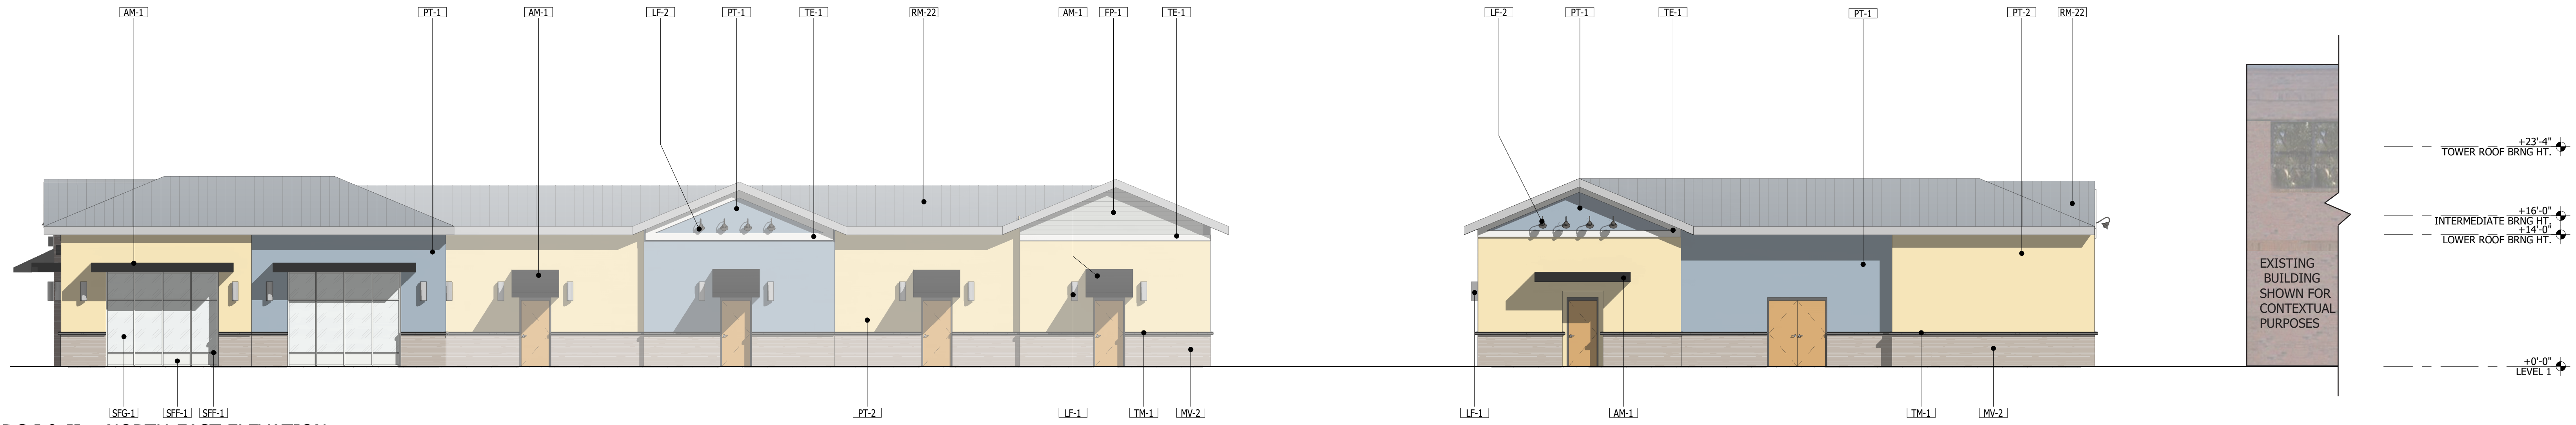 AM-1
PT-1
AM-1
LF-2
PT-1
TE-1
RM-22
AM-1
FP-1
TE-1
LF-2
PT-1
TE-1
PT-1
PT-2
RM-22
+23'-4"
TOWER ROOF BRNG HT.
+16'-0"
INTERMEDIATE BRNG HT.
+14'-0"
LOWER ROOF BRNG HT.
EXISTING
BUILDING
SHOWN FOR
CONTEXTUAL
PURPOSES
+0'-0"
LEVEL 1
SFG-1
SFF-1
SFF-1
PT-2
LF-1
TM-1
MV-2
LF-1
AM-1
TM-1
MV-2
NORTH-EAST ELEVATION